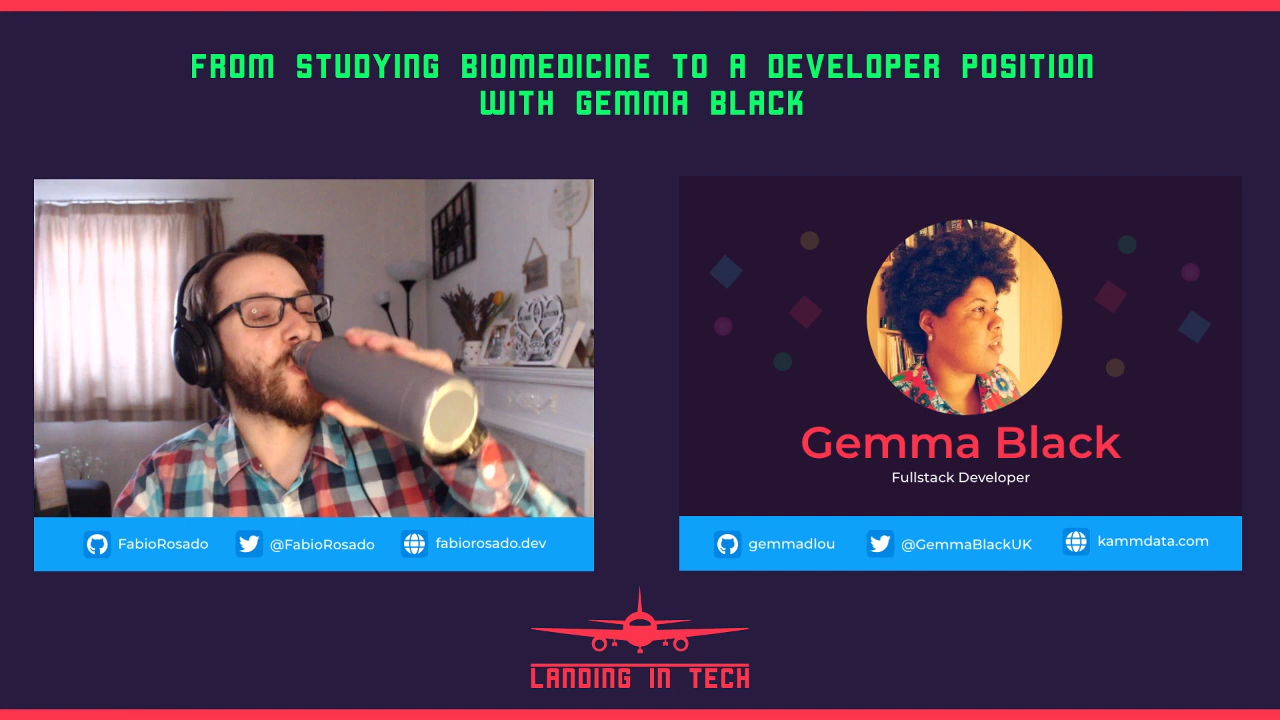 FROM STUDYING BIOMEDICINE TO A DEVELOPER POSITION
WITH GEMMA BLACK
Gemma Black
Fullstack Developer
FabioRosado @FabioRosado fabiorosado.dev
gemmadlou @GemmaBlackUK kammdata.com
LANDING IN TECH